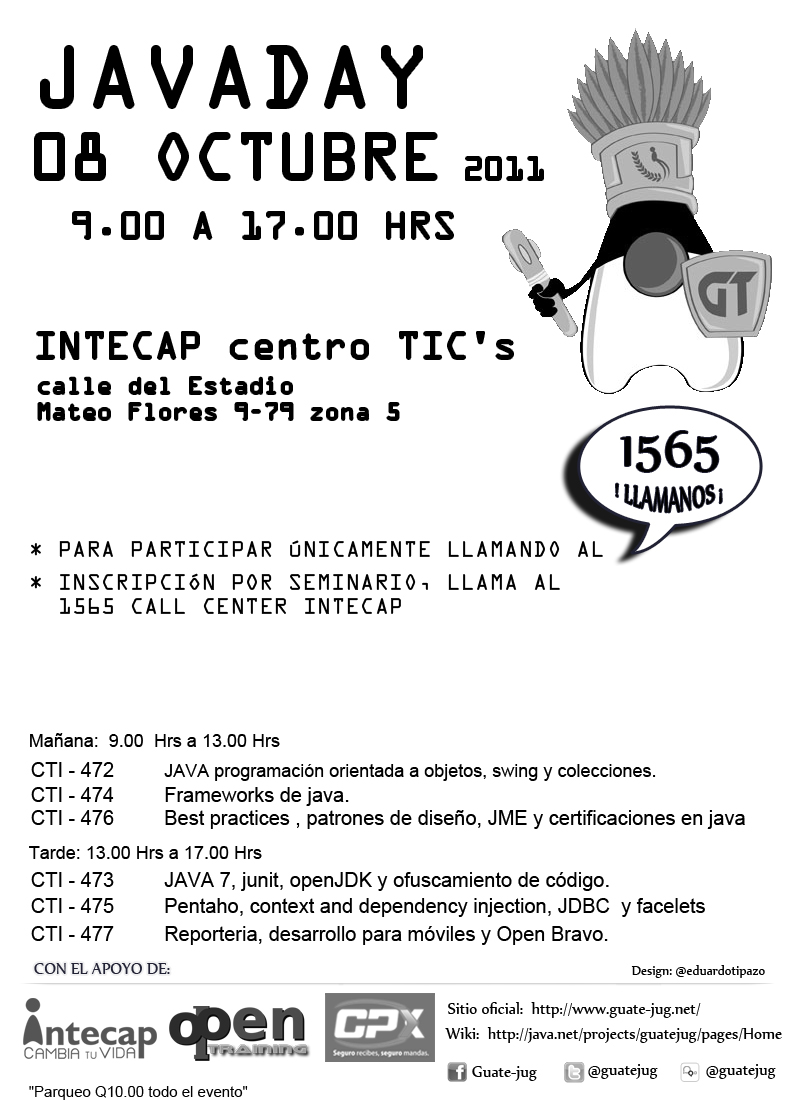 JAVADAY
08 OCTUBRE 2011
9.00 A 17.00 HRS
GT
INTECAP centro TIC's
calle del Estadio
Mateo Flores 9-79 zona 5
1565
!LLAMANOS¡
* PARA PARTICIPAR ÚNICAMENTE LLAMANDO AL
* INSCRIPCIÓN POR SEMINARIO, LLAMA AL
1565 CALL CENTER INTECAP
Mañana: 9.00 Hrs a 13.00 Hrs
CTI - 472 JAVA programación orientada a objetos, swing y colecciones.
CTI - 474 Frameworks de java.
CTI - 476 Best practices , patrones de diseño, JME y certificaciones en java
Tarde: 13.00 Hrs a 17.00 Hrs
CTI - 473 JAVA 7, junit, openJDK y ofuscamiento de código.
CTI - 475 Pentaho, context and dependency injection, JDBC y facelets
CTI - 477 Reporteria, desarrollo para móviles y Open Bravo.
CON EL APOYO DE:
Design: @eduardotipazo
intecap
CAMBIA TU VIDA
open
TRAINING
CPX
Seguro recibes, seguro mandas.
Sitio oficial: http://www.guate-jug.net/
Wiki: http://java.net/projects/guatejug/pages/Home
Guate-jug @guatejug @guatejug
"Parqueo Q10.00 todo el evento"